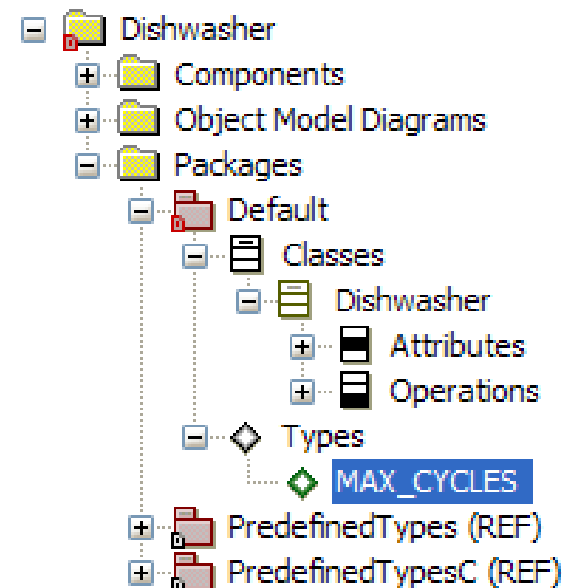 Dishwasher
Components
Object Model Diagrams
Packages
Default
Classes
Dishwasher
Attributes
Operations
Types
MAX_CYCLES
PredefinedTypes (REF)
PredefinedTypesC (REF)